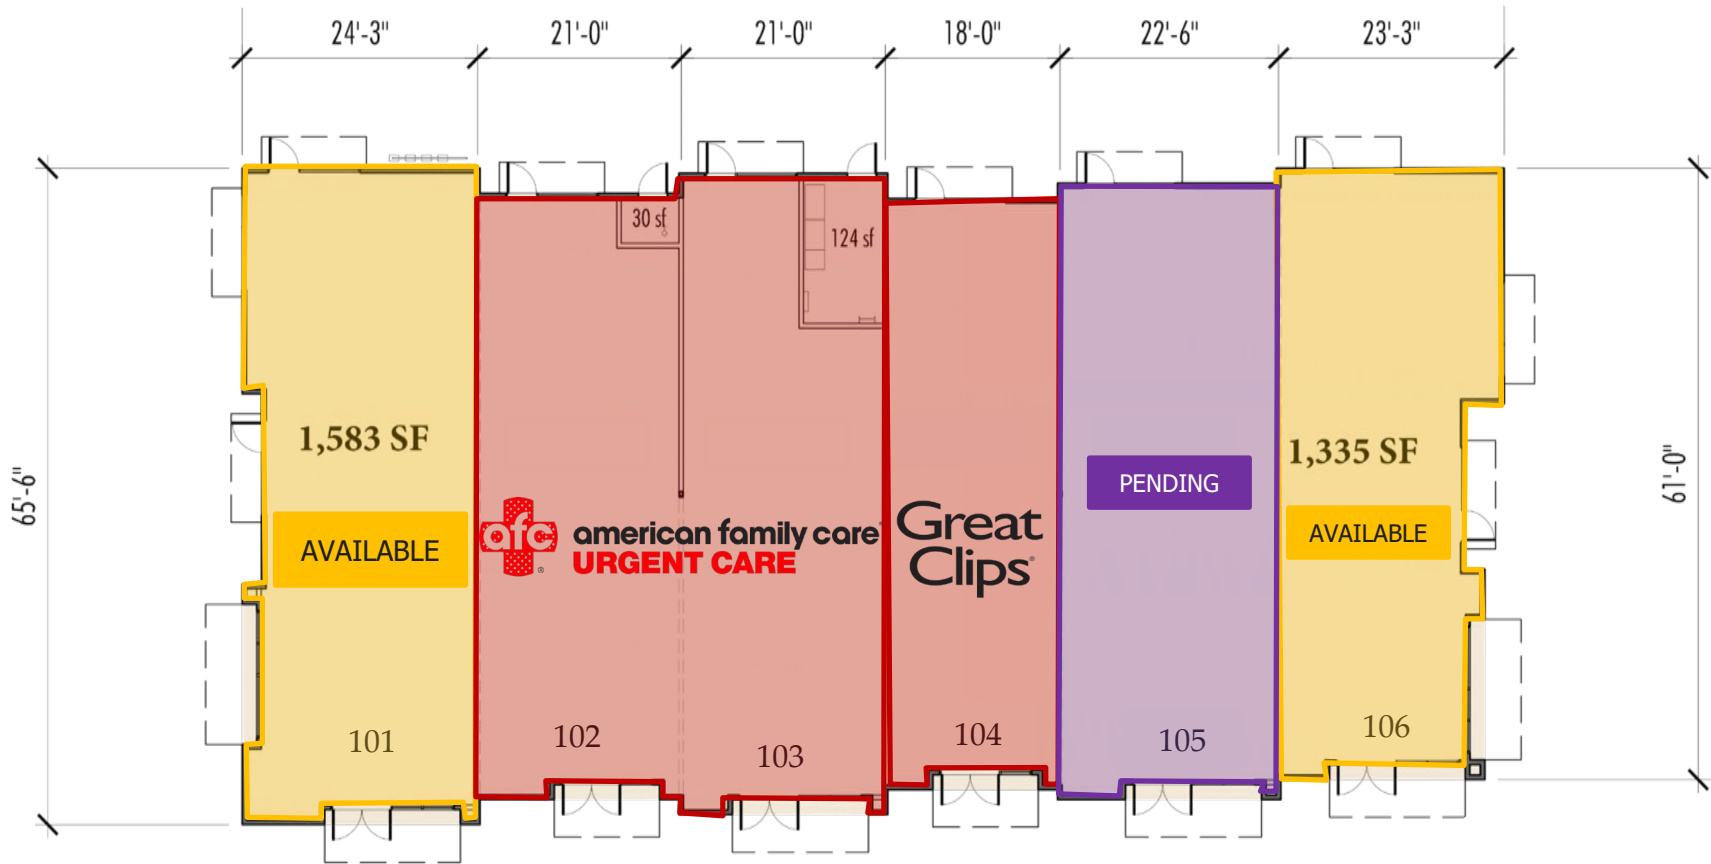 24'-3"
21'-0"
21'-0"
18'-0"
22'-6"
23'-3"
30 sf
124 sf
1,583 SF
1,335 SF
65'-6"
61'-0"
PENDING
AVAILABLE
AVAILABLE
afc
american family care
URGENT CARE
®
Great
Clips®
101
102
103
104
105
106